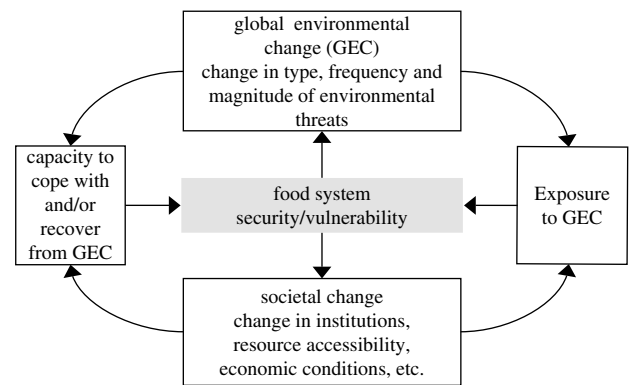 global environmental
change (GEC)
change in type, frequency and
magnitude of environmental
threats
capacity to
cope with
and/or
recover
from GEC
food system
security/vulnerability
Exposure
to GEC
societal change
change in institutions,
resource accessibility,
economic conditions, etc.